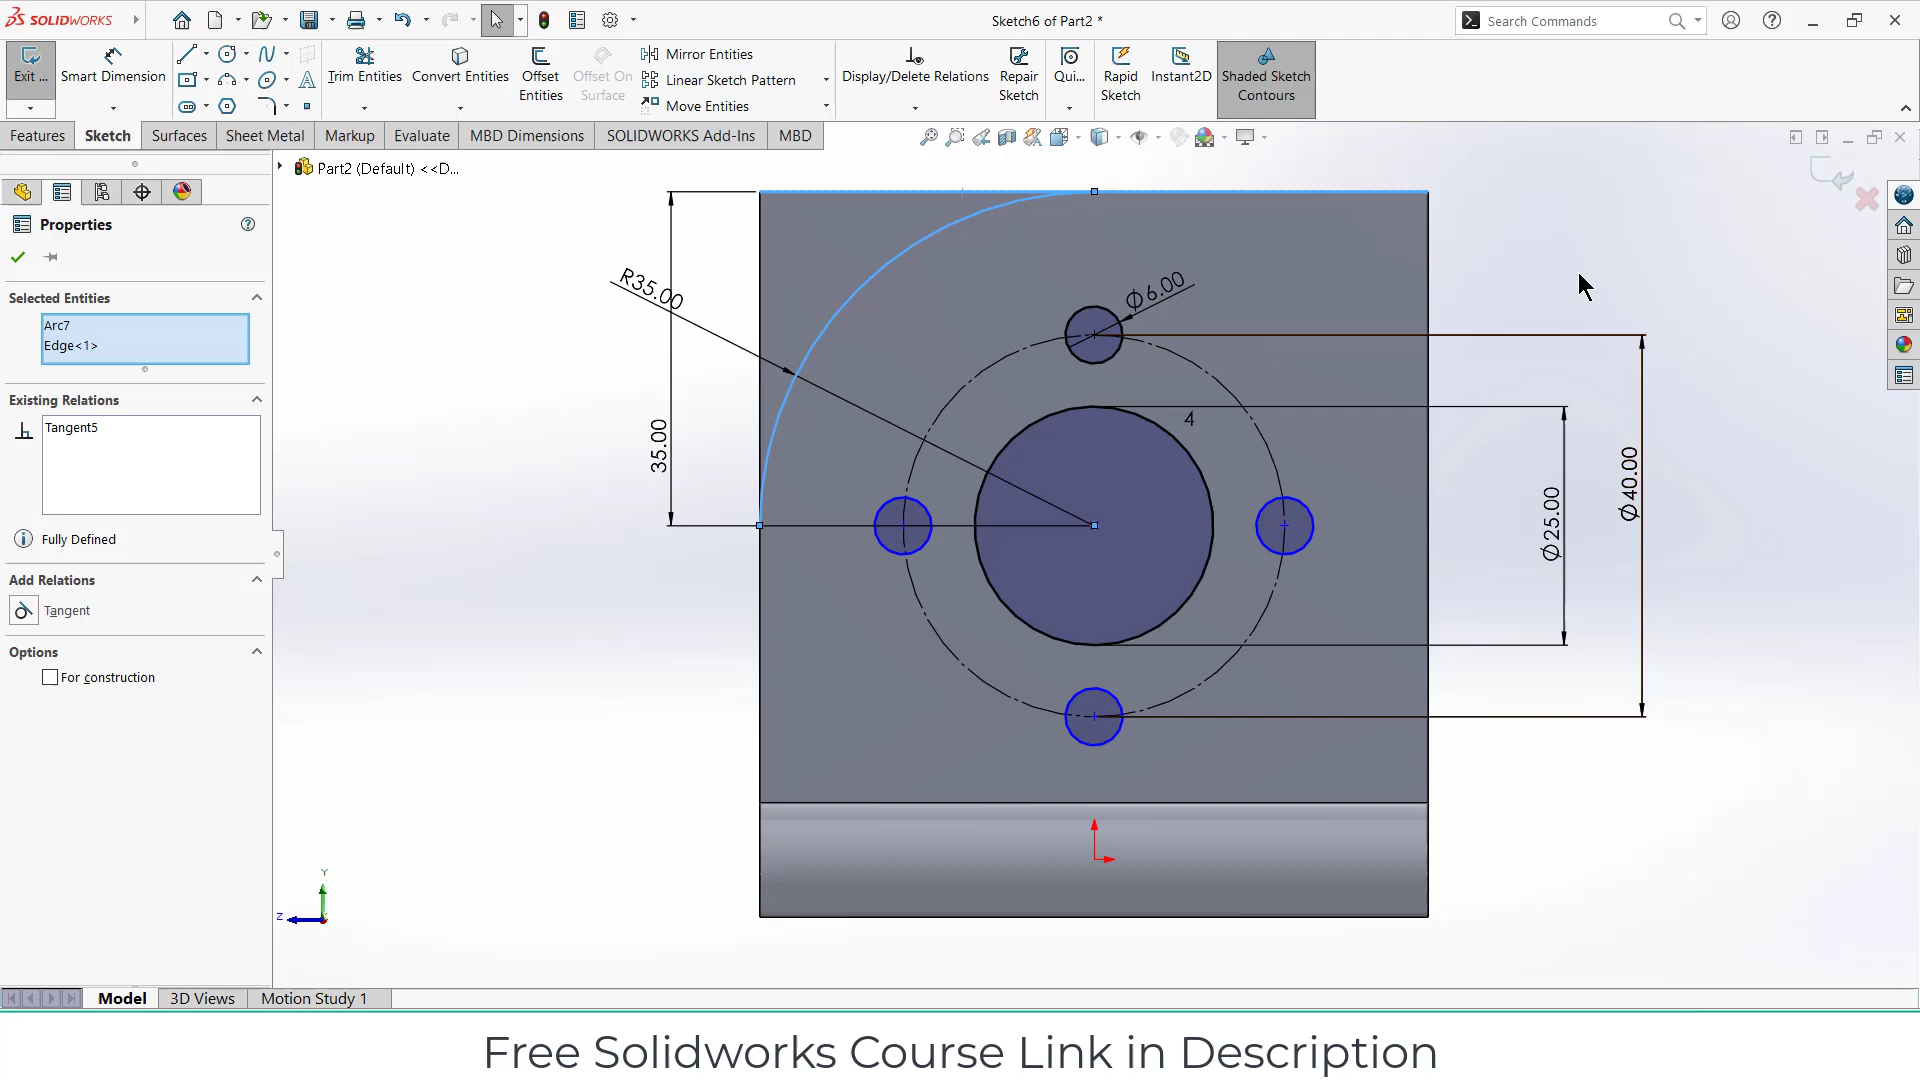 SOLIDWORKS
Sketch6 of Part2 *
Search Commands
Exit ...
Smart Dimension
Trim Entities
Convert Entities
Offset Entities
Offset On Surface
Mirror Entities
Linear Sketch Pattern
Move Entities
Display/Delete Relations
Repair Sketch
Qui...
Rapid Sketch
Instant2D
Shaded Sketch Contours
Features
Sketch
Surfaces
Sheet Metal
Markup
Evaluate
MBD Dimensions
SOLIDWORKS Add-Ins
MBD
Part2 (Default) <<D...
Properties
Selected Entities
Arc7
Edge<1>
Existing Relations
Tangent5
Fully Defined
Add Relations
Tangent
Options
For construction
R35.00
35.00
Ø6.00
4
Ø25.00
Ø40.00
Y
Z
Model
3D Views
Motion Study 1
Free Solidworks Course Link in Description